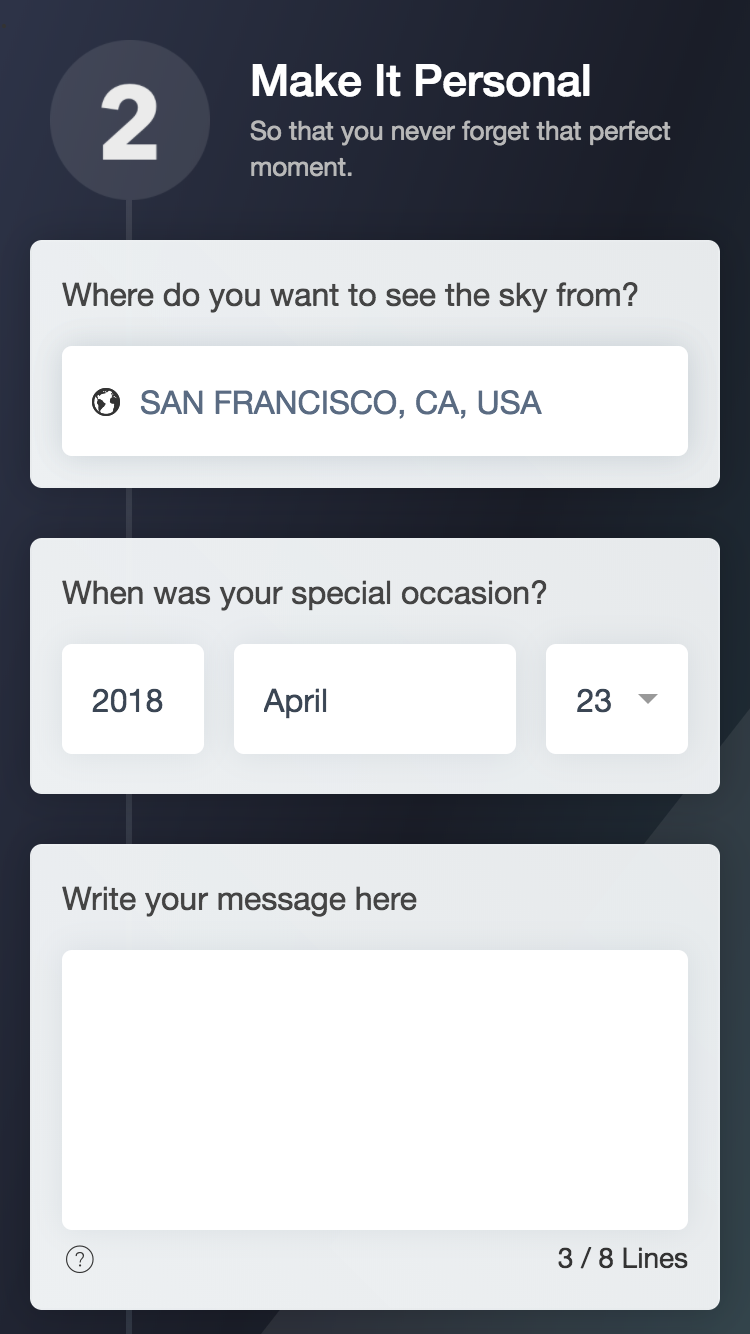 2
Make It Personal
So that you never forget that perfect
moment.
Where do you want to see the sky from?
SAN FRANCISCO, CA, USA
When was your special occasion?
2018 April 23
Write your message here
? 3 / 8 Lines